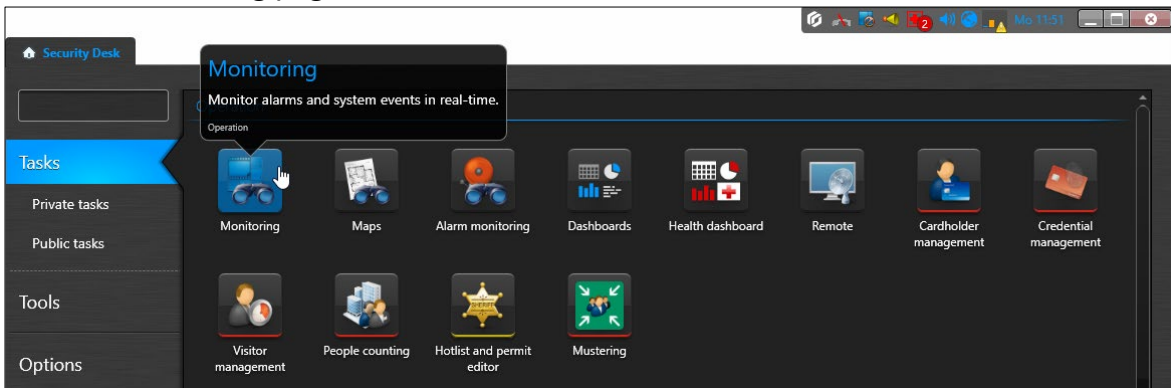 2
Mo 11:51
Security Desk
Monitoring
Monitor alarms and system events in real-time.
Operation
Tasks
Private tasks
Public tasks
Tools
Options
Monitoring
Maps
Alarm monitoring
Dashboards
Health dashboard
Remote
Cardholder
management
Credential
management
Visitor
management
People counting
SHERIFF
Hotlist and permit
editor
Mustering